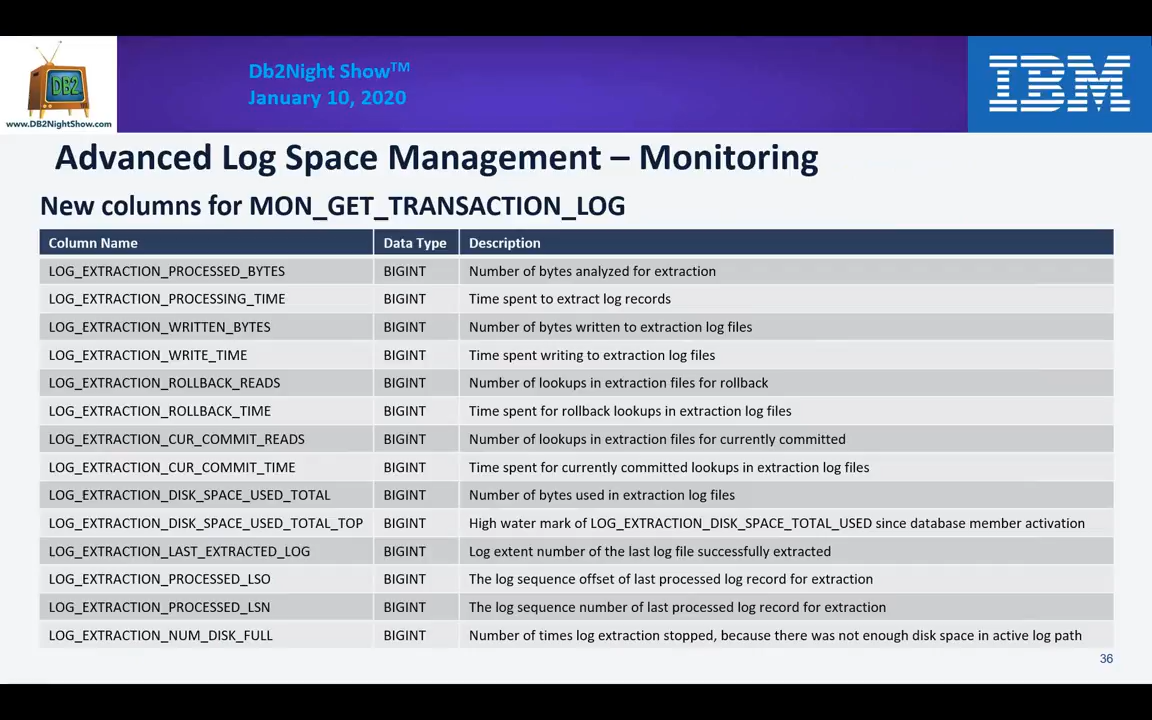 Db2Night Show™
January 10, 2020
DB2
www.DB2NightShow.com
IBM
Advanced Log Space Management – Monitoring
New columns for MON_GET_TRANSACTION_LOG
Column Name Data Type Description
LOG_EXTRACTION_PROCESSED_BYTES BIGINT Number of bytes analyzed for extraction
LOG_EXTRACTION_PROCESSING_TIME BIGINT Time spent to extract log records
LOG_EXTRACTION_WRITTEN_BYTES BIGINT Number of bytes written to extraction log files
LOG_EXTRACTION_WRITE_TIME BIGINT Time spent writing to extraction log files
LOG_EXTRACTION_ROLLBACK_READS BIGINT Number of lookups in extraction files for rollback
LOG_EXTRACTION_ROLLBACK_TIME BIGINT Time spent for rollback lookups in extraction log files
LOG_EXTRACTION_CUR_COMMIT_READS BIGINT Number of lookups in extraction files for currently committed
LOG_EXTRACTION_CUR_COMMIT_TIME BIGINT Time spent for currently committed lookups in extraction log files
LOG_EXTRACTION_DISK_SPACE_USED_TOTAL BIGINT Number of bytes used in extraction log files
LOG_EXTRACTION_DISK_SPACE_USED_TOTAL_TOP BIGINT High water mark of LOG_EXTRACTION_DISK_SPACE_TOTAL_USED since database member activation
LOG_EXTRACTION_LAST_EXTRACTED_LOG BIGINT Log extent number of the last log file successfully extracted
LOG_EXTRACTION_PROCESSED_LSO BIGINT The log sequence offset of last processed log record for extraction
LOG_EXTRACTION_PROCESSED_LSN BIGINT The log sequence number of last processed log record for extraction
LOG_EXTRACTION_NUM_DISK_FULL BIGINT Number of times log extraction stopped, because there was not enough disk space in active log path
36